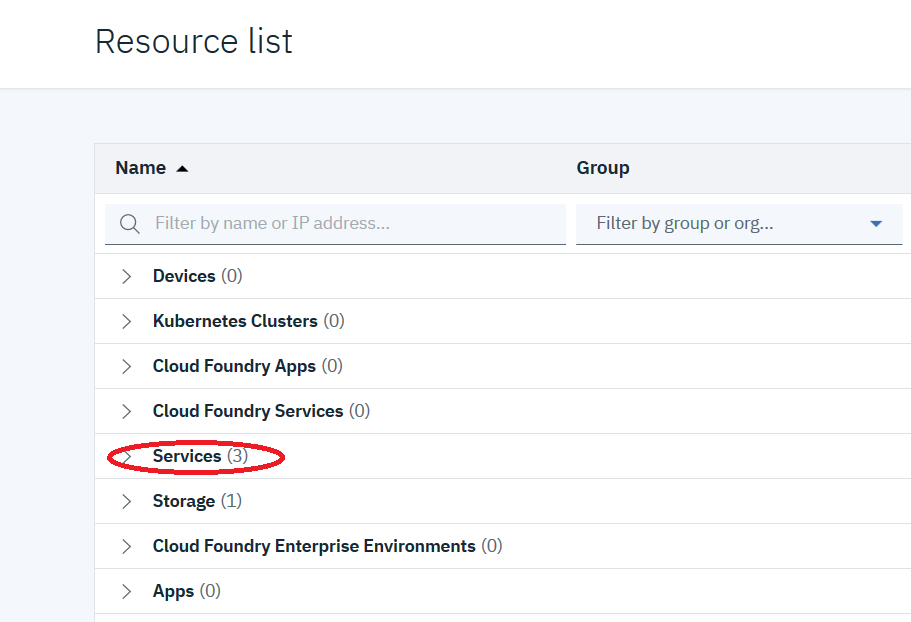 Resource list
Name Group
Filter by name or IP address... Filter by group or org...
Devices (0)
Kubernetes Clusters (0)
Cloud Foundry Apps (0)
Cloud Foundry Services (0)
Services (3)
Storage (1)
Cloud Foundry Enterprise Environments (0)
Apps (0)